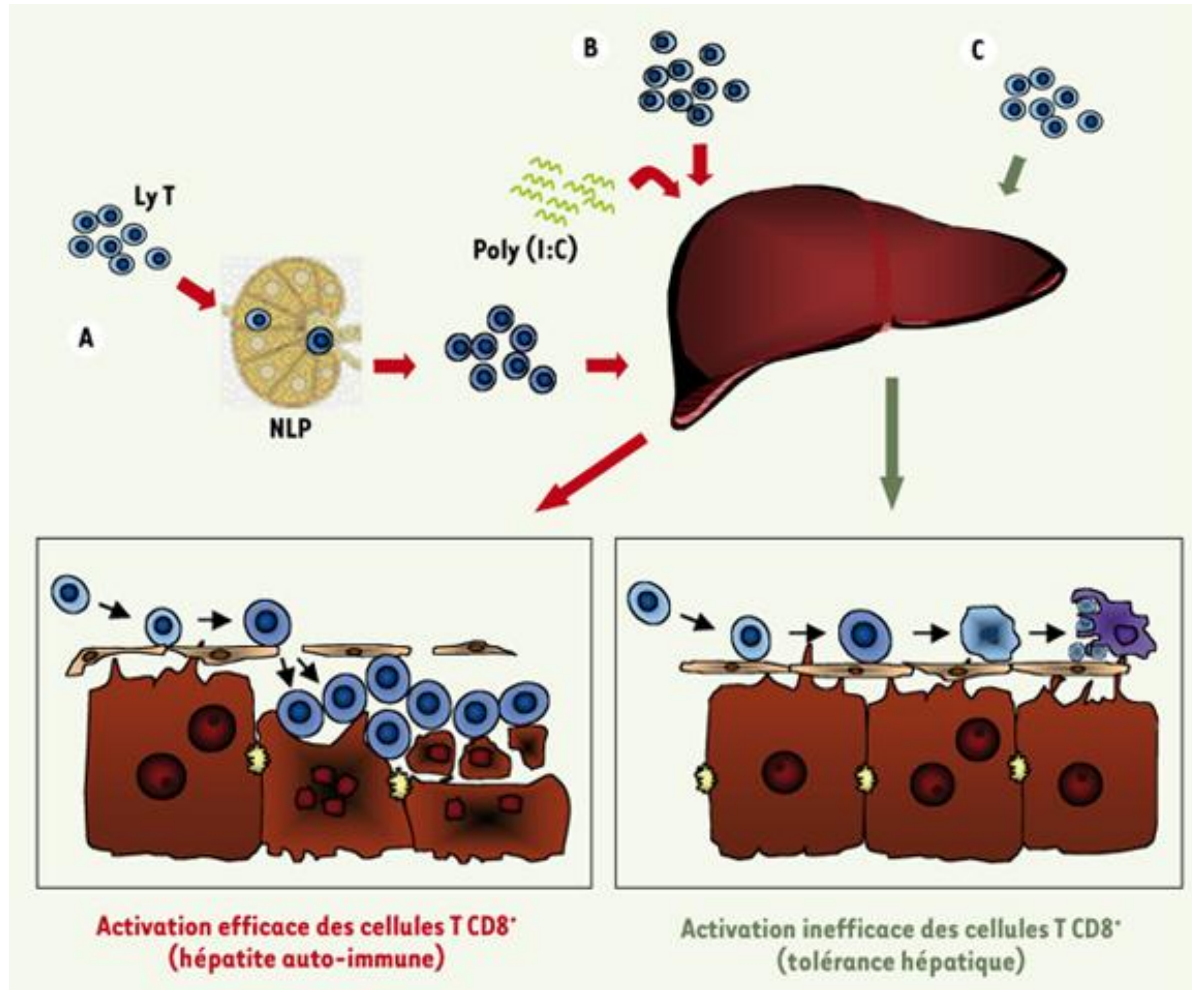 B
C
Ly T
Poly (I:C)
A
NLP
Activation efficace des cellules T CD8⁺
(hépatite auto-immune)
Activation inefficace des cellules T CD8⁺
(tolérance hépatique)